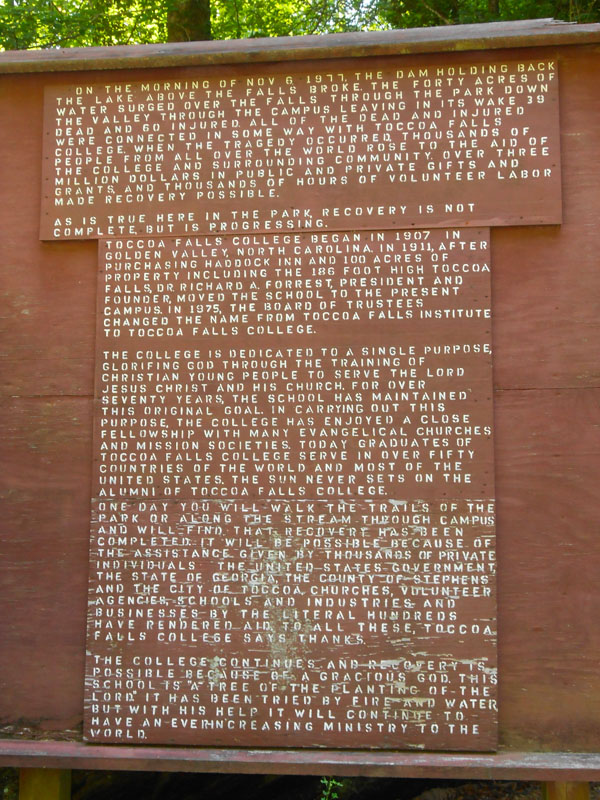 ON THE MORNING OF NOV 6 1977, THE DAM HOLDING BACK
THE LAKE ABOVE THE FALLS BROKE. THE FORTY ACRES OF
WATER SURGED OVER THE FALLS THROUGH THE PARK DOWN
THE VALLEY THROUGH THE CAMPUS LEAVING IN ITS WAKE 39
DEAD AND 60 INJURED. ALL OF THE DEAD AND INJURED
WERE CONNECTED IN SOME WAY WITH TOCCOA FALLS
COLLEGE. WHEN THE TRAGEDY OCCURRED, THOUSANDS OF
PEOPLE FROM ALL OVER THE WORLD ROSE TO THE AID OF
THE COLLEGE AND SURROUNDING COMMUNITY. OVER THREE
MILLION DOLLARS IN PUBLIC AND PRIVATE GIFTS AND
GRANTS, AND THOUSANDS OF HOURS OF VOLUNTEER LABOR
MADE RECOVERY POSSIBLE.
AS IS TRUE HERE IN THE PARK, RECOVERY IS NOT
COMPLETE, BUT IS PROGRESSING.
TOCCOA FALLS COLLEGE BEGAN IN 1907 IN
GOLDEN VALLEY, NORTH CAROLINA. IN 1911, AFTER
PURCHASING HADDOCK INN AND 100 ACRES OF
PROPERTY INCLUDING THE 186 FOOT HIGH TOCCOA
FALLS, DR. RICHARD A. FORREST, PRESIDENT AND
FOUNDER, MOVED THE SCHOOL TO THE PRESENT
CAMPUS. IN 1975, THE BOARD OF TRUSTEES
CHANGED THE NAME FROM TOCCOA FALLS INSTITUTE
TO TOCCOA FALLS COLLEGE.
THE COLLEGE IS DEDICATED TO A SINGLE PURPOSE,
GLORIFING GOD THROUGH THE TRAINING OF
CHRISTIAN YOUNG PEOPLE TO SERVE THE LORD
JESUS CHRIST AND HIS CHURCH. FOR OVER
SEVENTY YEARS, THE SCHOOL HAS MAINTAINED
THIS ORIGINAL GOAL. IN CARRYING OUT THIS
PURPOSE, THE COLLEGE HAS ENJOYED A CLOSE
FELLOWSHIP WITH MANY EVANGELICAL CHURCHES
AND MISSION SOCIETIES. TODAY GRADUATES OF
TOCCOA FALLS COLLEGE SERVE IN OVER FIFTY
COUNTRIES OF THE WORLD AND MOST OF THE
UNITED STATES. THE SUN NEVER SETS ON THE
ALUMNI OF TOCCOA FALLS COLLEGE.
ONE DAY YOU WILL WALK THE TRAILS OF THE
PARK OR ALONG THE STREAM THROUGH CAMPUS
AND WILL FIND THAT RECOVERY HAS BEEN
COMPLETED. IT WILL BE POSSIBLE BECAUSE OF
THE ASSISTANCE GIVEN BY THOUSANDS OF PRIVATE
INDIVIDUALS THE UNITED STATES GOVERNMENT,
THE STATE OF GEORGIA, THE COUNTY OF STEPHENS
AND THE CITY OF TOCCOA, CHURCHES, VOLUNTEER
AGENCIES, SCHOOLS AND INDUSTRIES AND
BUSINESSES BY THE LITERAL HUNDREDS
HAVE RENDERED AID. TO ALL THESE, TOCCOA
FALLS COLLEGE SAYS THANKS.
THE COLLEGE CONTINUES AND RECOVERY IS
POSSIBLE BECAUSE OF A GRACIOUS GOD. THIS
SCHOOL IS "A TREE OF THE PLANTING OF THE
LORD." IT HAS BEEN TRIED BY FIRE AND WATER
BUT WITH HIS HELP IT WILL CONTINUE TO
HAVE AN EVER-INCREASING MINISTRY TO THE
WORLD.